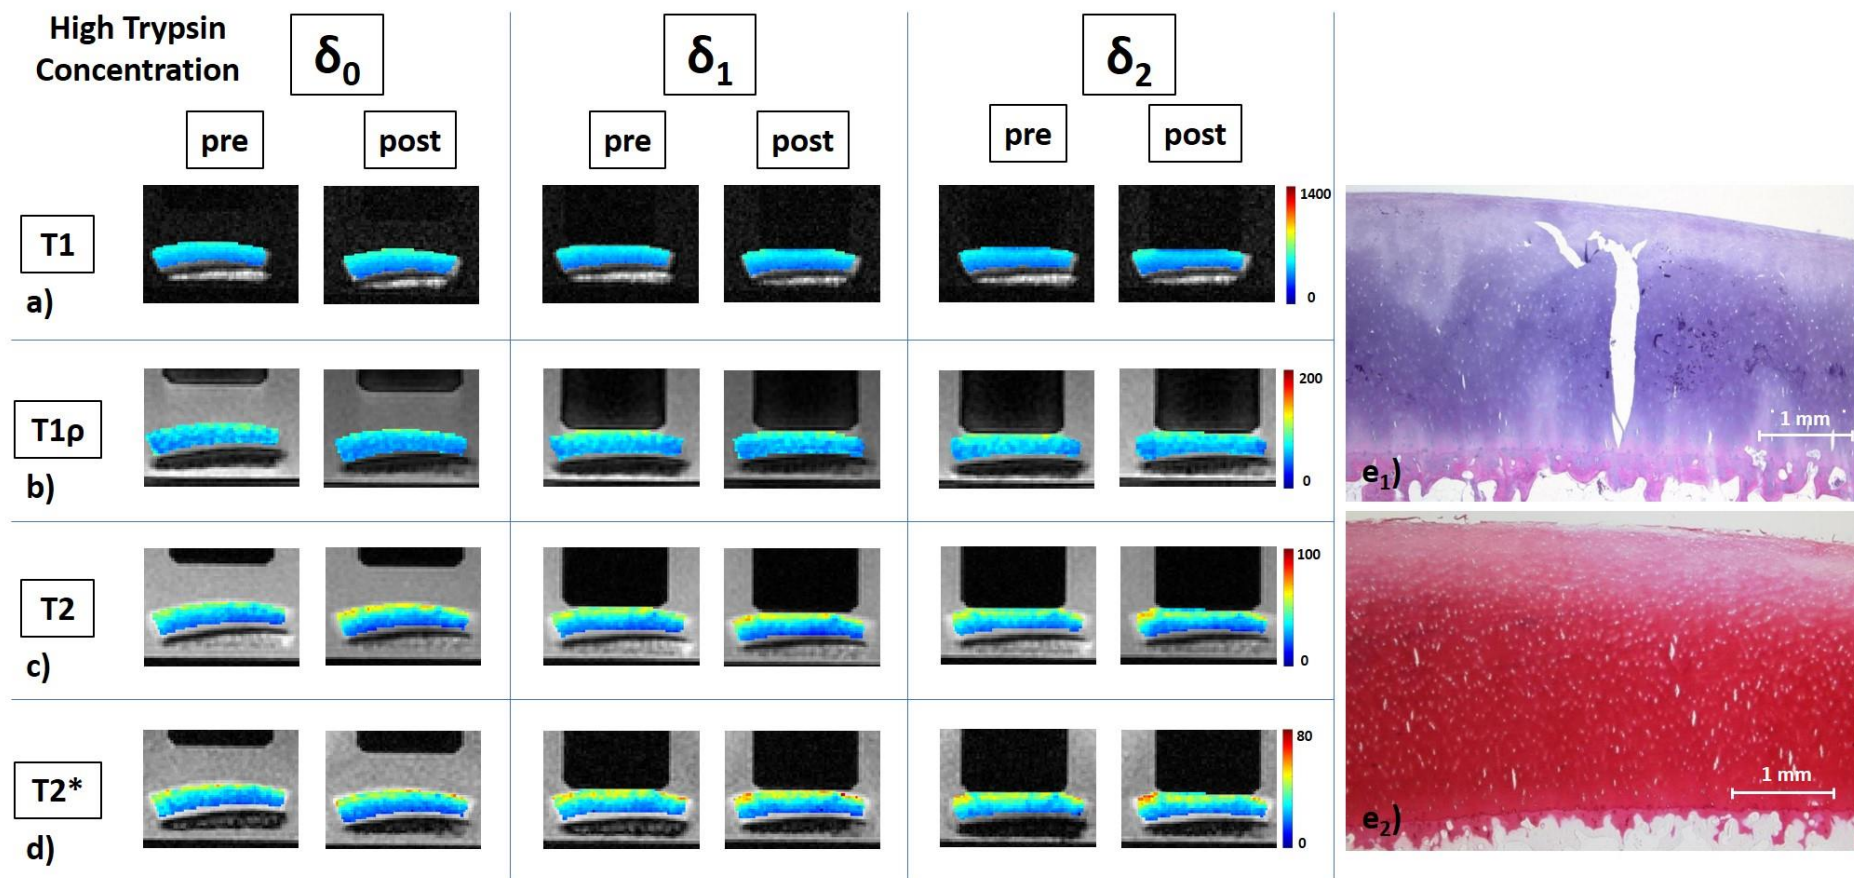 High Trypsin
Concentration
δ0
δ1
δ2
pre
post
pre
post
pre
post
T1
a)
1400
0
T1ρ
b)
200
0
T2
c)
100
0
T2*
d)
80
0
1 mm
e1)
1 mm
e2)